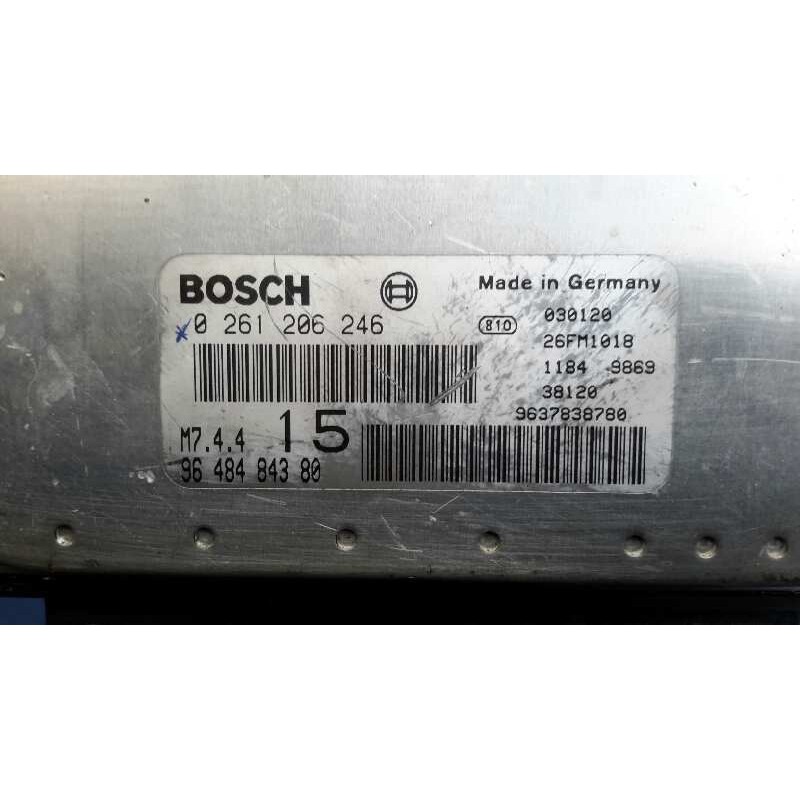 BOSCH
Made in Germany
0 261 206 246
810
030120
26FM1018
1184 9869
38120
9637838780
M7.4.4 15
96 484 843 80